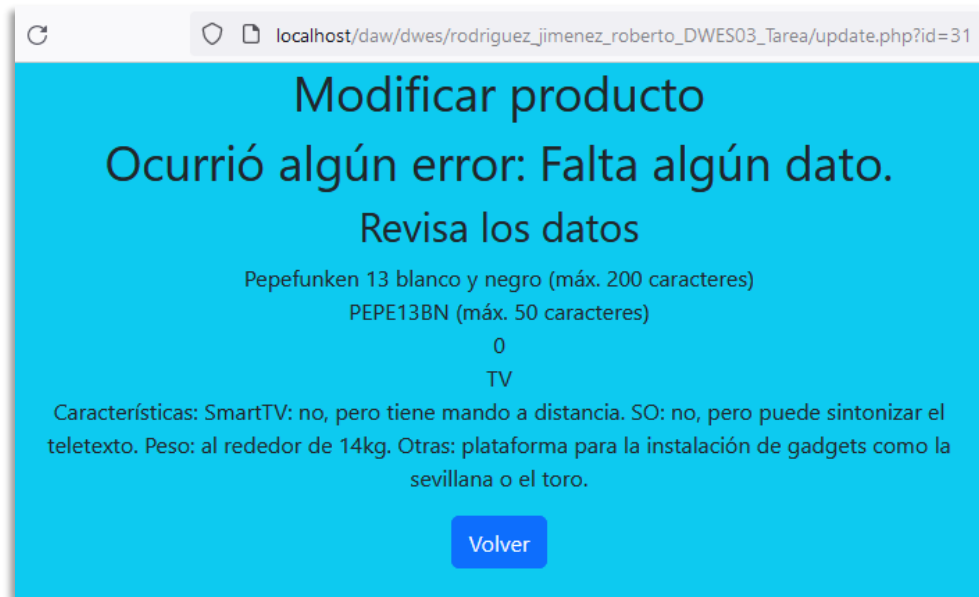 localhost/daw/dwes/rodriguez_jimenez_roberto_DWES03_Tarea/update.php?id=31
Modificar producto
Ocurrió algún error: Falta algún dato.
Revisa los datos
Pepefunken 13 blanco y negro (máx. 200 caracteres)
PEPE13BN (máx. 50 caracteres)
0
TV
Características: SmartTV: no, pero tiene mando a distancia. SO: no, pero puede sintonizar el
teletexto. Peso: al rededor de 14kg. Otras: plataforma para la instalación de gadgets como la
sevillana o el toro.
Volver